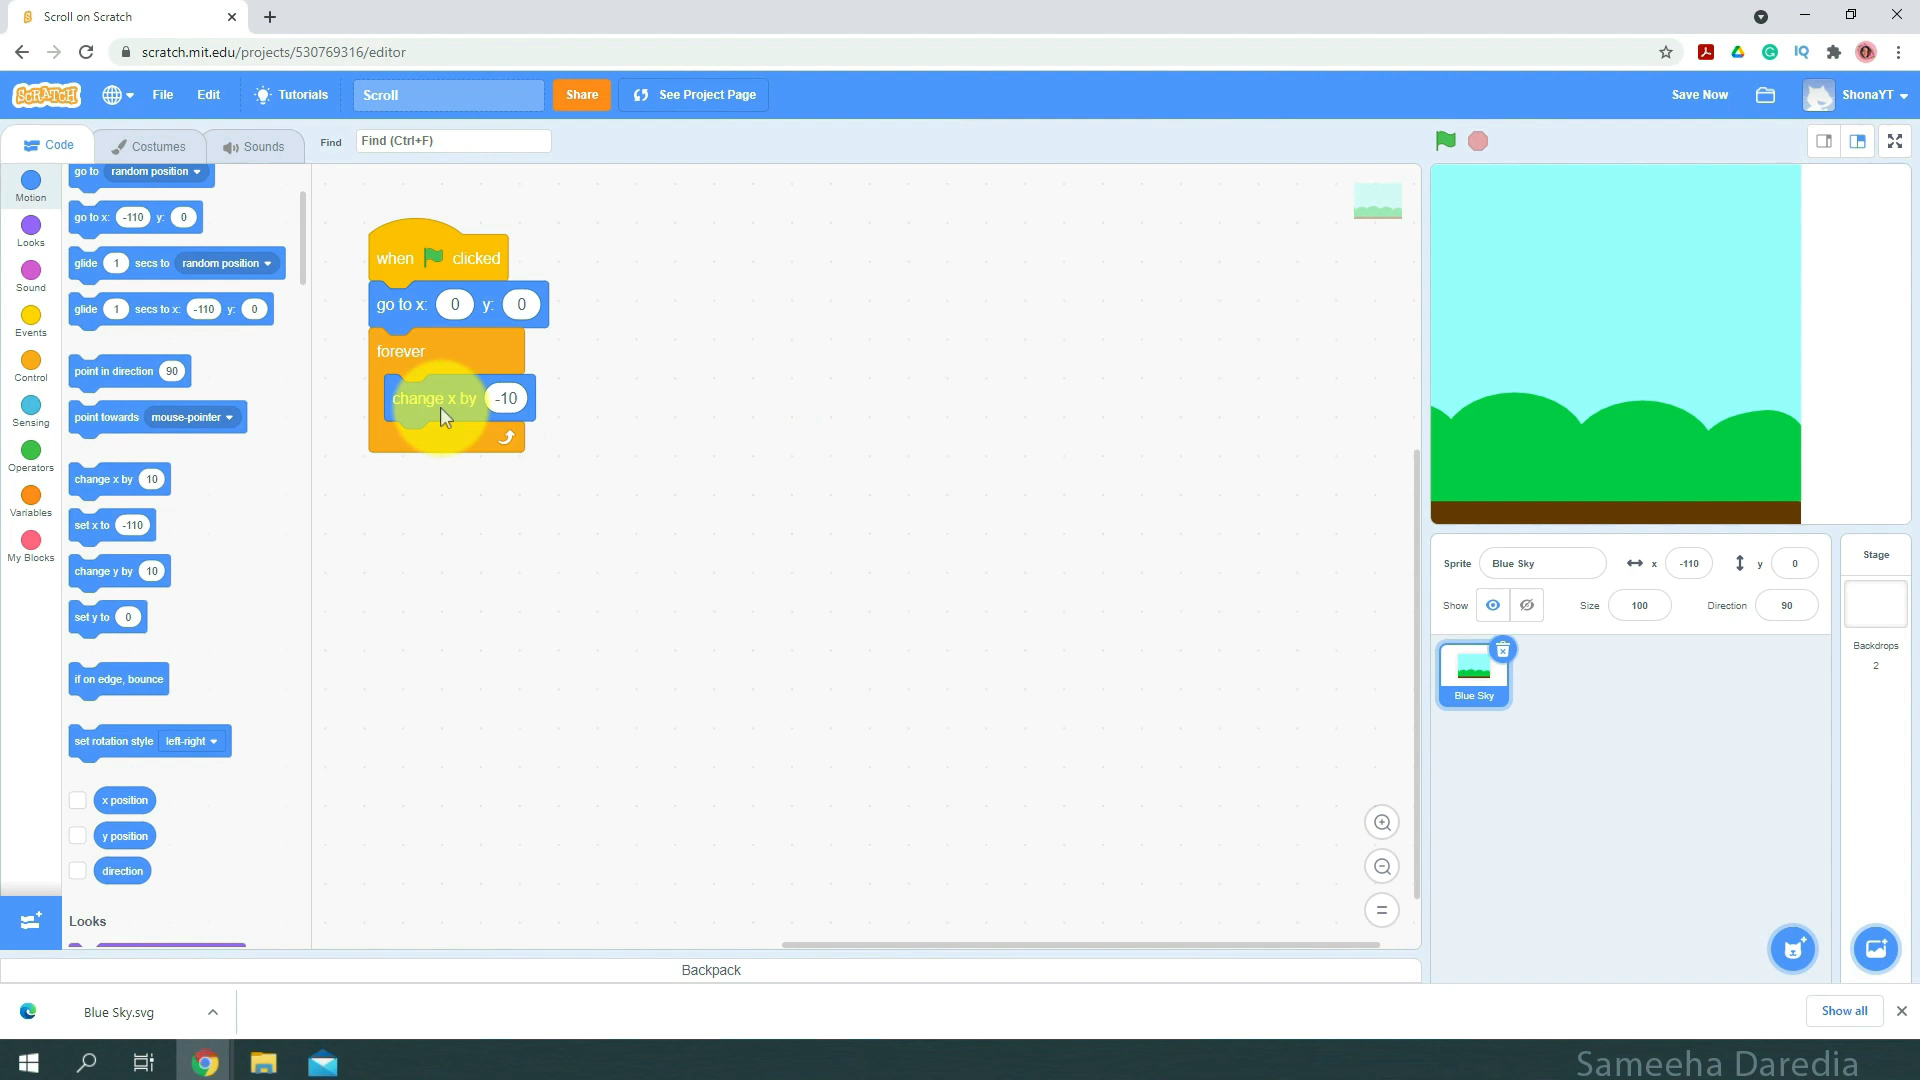 Scroll on Scratch
scratch.mit.edu/projects/530769316/editor
SCRATCH
File
Edit
Tutorials
Scroll
Share
See Project Page
Save Now
ShonaYT
Code
Costumes
Sounds
Find
Find (Ctrl+F)
Motion
Looks
Sound
Events
Control
Sensing
Operators
Variables
My Blocks
go to random position
go to x: -110 y: 0
glide 1 secs to random position
glide 1 secs to x: -110 y: 0
point in direction 90
point towards mouse-pointer
change x by 10
set x to -110
change y by 10
set y to 0
if on edge, bounce
set rotation style left-right
x position
y position
direction
Looks
when clicked
go to x: 0 y: 0
forever
change x by -10
Backpack
Sprite Blue Sky x -110 y 0
Show Size 100 Direction 90
Blue Sky
Stage
Backdrops
2
Blue Sky.svg
Show all
Sameeha Daredia